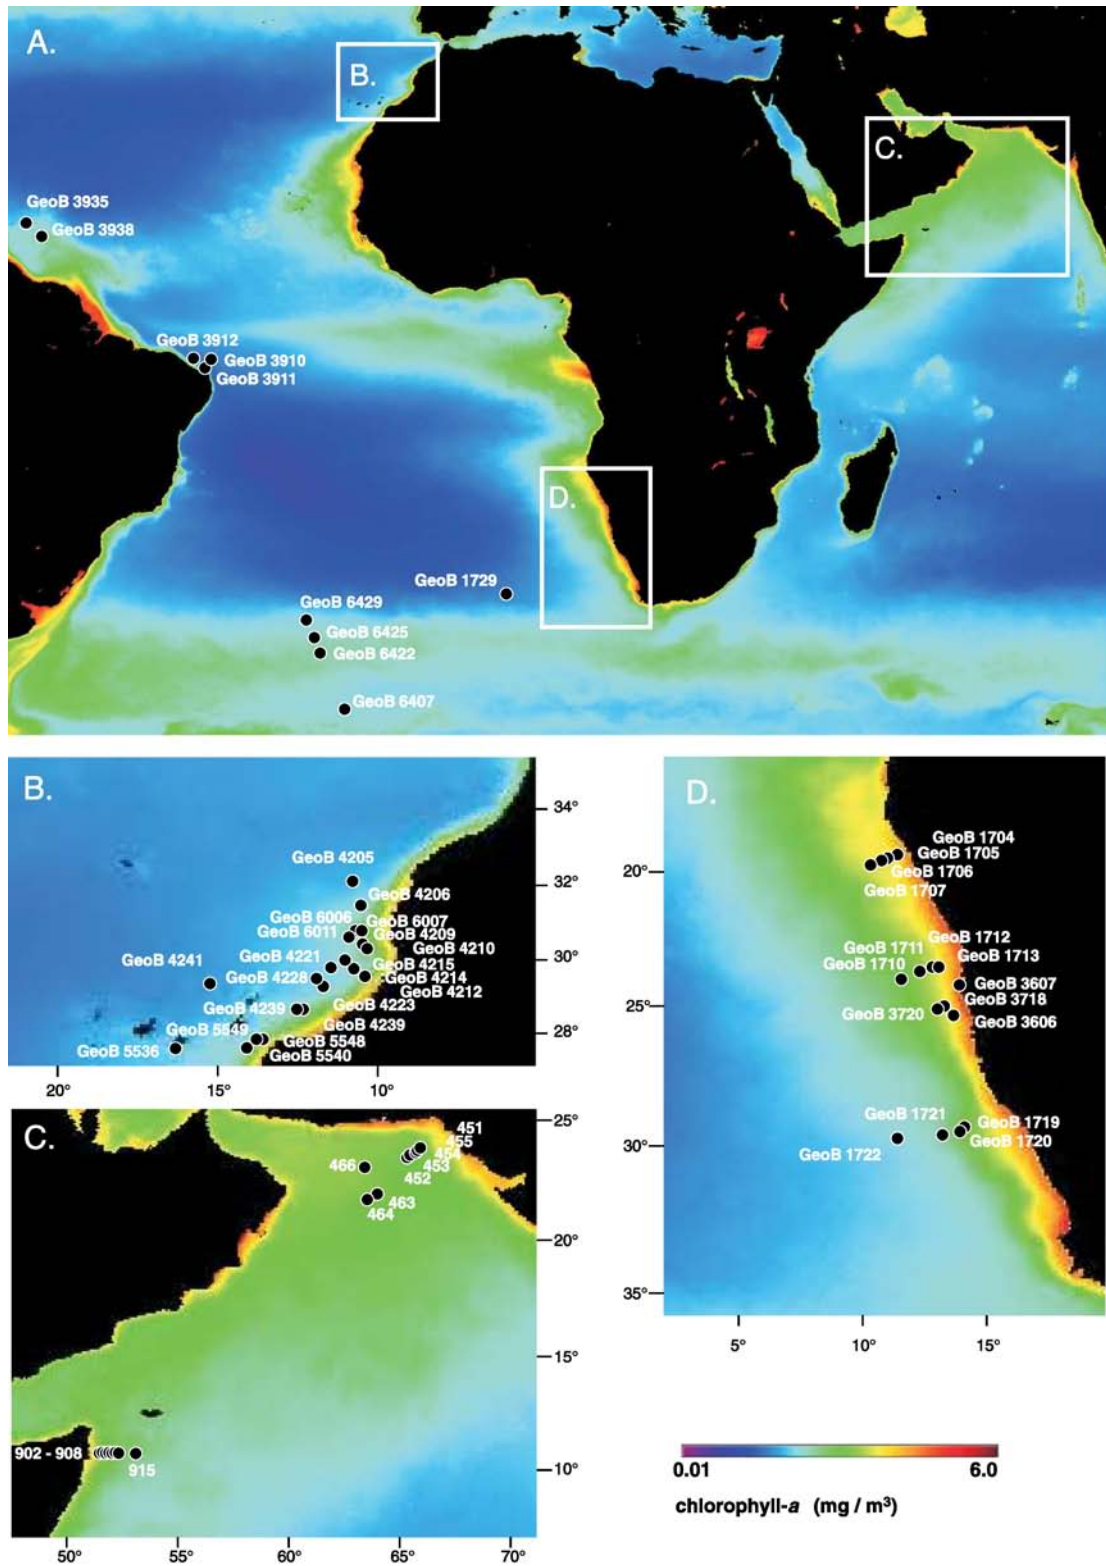 A.
B.
C.
GeoB 3935
GeoB 3938
GeoB 3912
GeoB 3910
GeoB 3911
D.
GeoB 1729
GeoB 6429
GeoB 6425
GeoB 6422
GeoB 6407
B.
34°
GeoB 4205
32°
GeoB 4206
GeoB 6006
GeoB 6007
GeoB 6011
GeoB 4209
GeoB 4210
30°
GeoB 4241
GeoB 4221
GeoB 4215
GeoB 4228
GeoB 4214
GeoB 4212
GeoB 4239
GeoB 4223
GeoB 5549
GeoB 4239
28°
GeoB 5536
GeoB 5548
GeoB 5540
20°
15°
10°
D.
GeoB 1704
GeoB 1705
20°
GeoB 1706
GeoB 1707
GeoB 1712
GeoB 1711
GeoB 1713
GeoB 1710
GeoB 3607
GeoB 3718
25°
GeoB 3720
GeoB 3606
GeoB 1721
GeoB 1719
GeoB 1720
30°
GeoB 1722
35°
5°
10°
15°
C.
25°
451
455
454
466
453
452
463
464
20°
15°
902 - 908
915
10°
50°
55°
60°
65°
70°
0.01
6.0
chlorophyll-a (mg / m³)